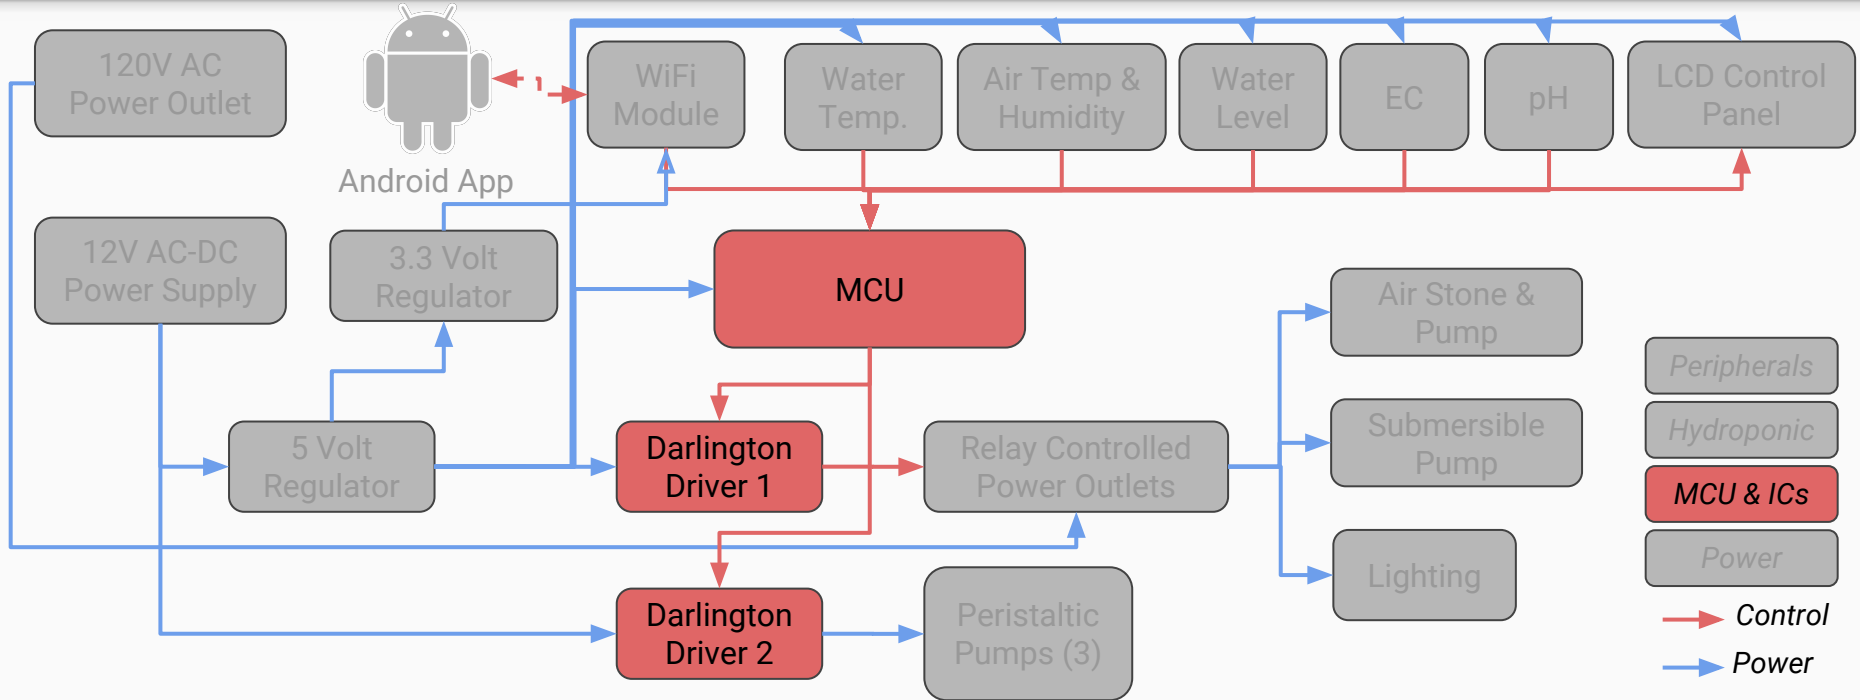 120V AC
Power Outlet
Android App
WiFi
Module
Water
Temp.
Air Temp &
Humidity
Water
Level
EC
pH
LCD Control
Panel
12V AC-DC
Power Supply
3.3 Volt
Regulator
MCU
Air Stone &
Pump
5 Volt
Regulator
Darlington
Driver 1
Relay Controlled
Power Outlets
Submersible
Pump
Lighting
Darlington
Driver 2
Peristaltic
Pumps (3)
Peripherals
Hydroponic
MCU & ICs
Power
Control
Power